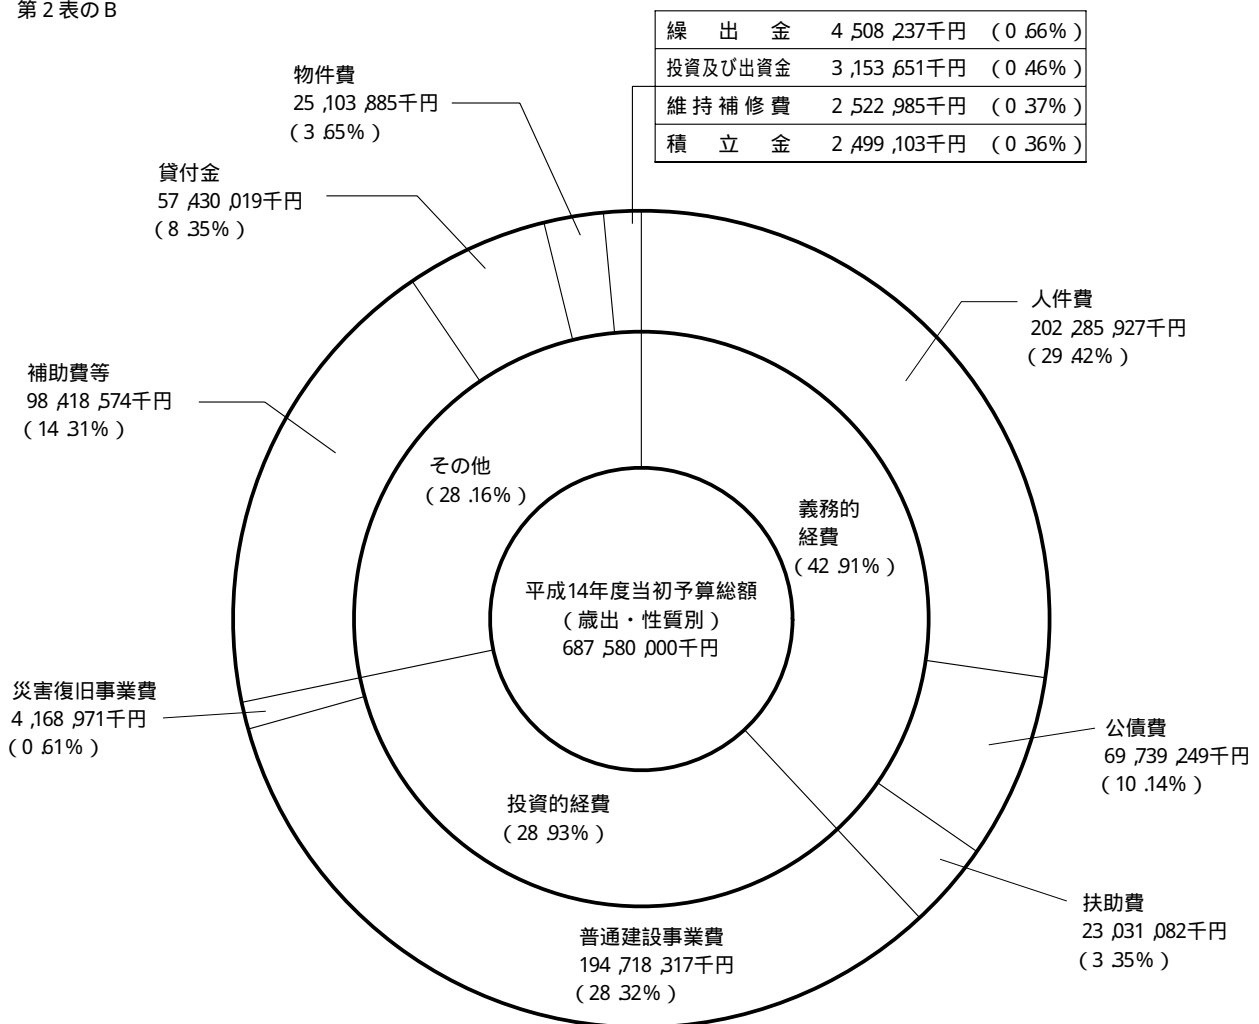 第2表のB
繰出金 4,508,237千円 (0.66%)
投資及び出資金 3,153,651千円 (0.46%)
維持補修費 2,522,985千円 (0.37%)
積立金 2,499,103千円 (0.36%)
物件費
25,103,885千円
(3.65%)
貸付金
57,430,019千円
(8.35%)
人件費
202,285,927千円
(29.42%)
補助費等
98,418,574千円
(14.31%)
その他
(28.16%)
義務的
経費
(42.91%)
平成14年度当初予算総額
(歳出・性質別)
687,580,000千円
災害復旧事業費
4,168,971千円
(0.61%)
公債費
69,739,249千円
(10.14%)
投資的経費
(28.93%)
扶助費
23,031,082千円
(3.35%)
普通建設事業費
194,718,317千円
(28.32%)